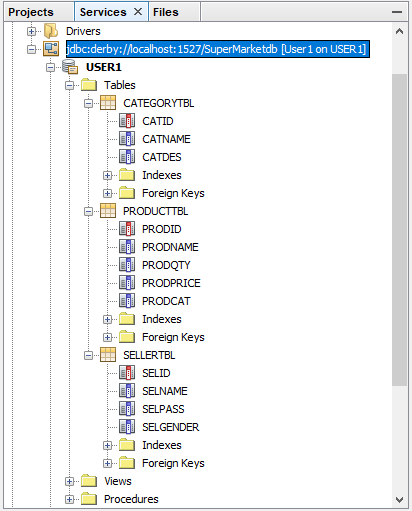 Projects Services × Files
Drivers
jdbc:derby://localhost:1527/SuperMarketdb [User1 on USER1]
USER1
Tables
CATEGORYTBL
CATID
CATNAME
CATDES
Indexes
Foreign Keys
PRODUCTTBL
PRODID
PRODNAME
PRODQTY
PRODPRICE
PRODCAT
Indexes
Foreign Keys
SELLERTBL
SELID
SELNAME
SELPASS
SELGENDER
Indexes
Foreign Keys
Views
Procedures